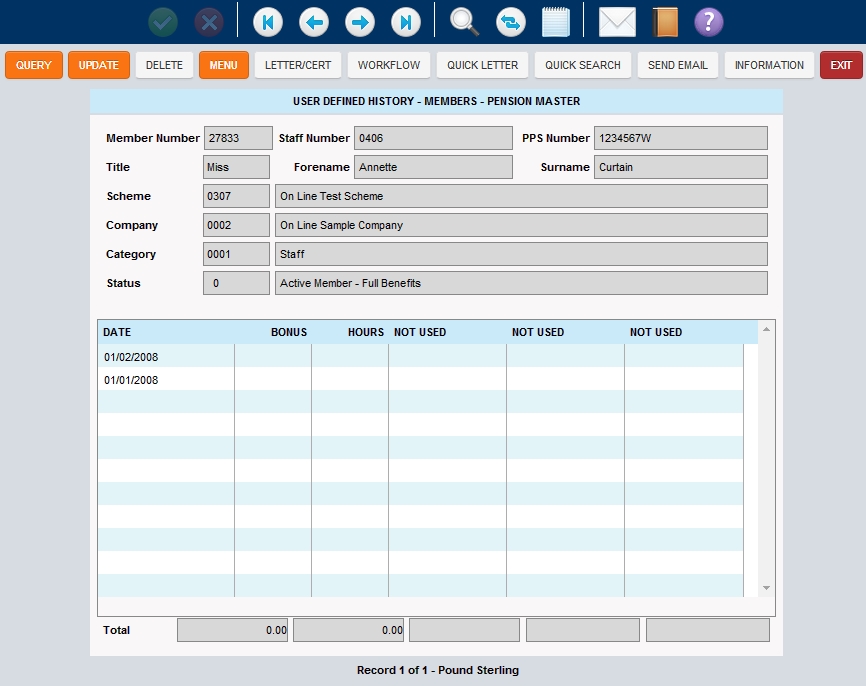 ?
QUERY UPDATE DELETE MENU LETTER/CERT WORKFLOW QUICK LETTER QUICK SEARCH SEND EMAIL INFORMATION EXIT
USER DEFINED HISTORY - MEMBERS - PENSION MASTER
Member Number 27833 Staff Number 0406 PPS Number 1234567W
Title Miss Forename Annette Surname Curtain
Scheme 0307 On Line Test Scheme
Company 0002 On Line Sample Company
Category 0001 Staff
Status 0 Active Member - Full Benefits
DATE BONUS HOURS NOT USED NOT USED NOT USED
01/02/2008
01/01/2008
Total 0.00 0.00
Record 1 of 1 - Pound Sterling